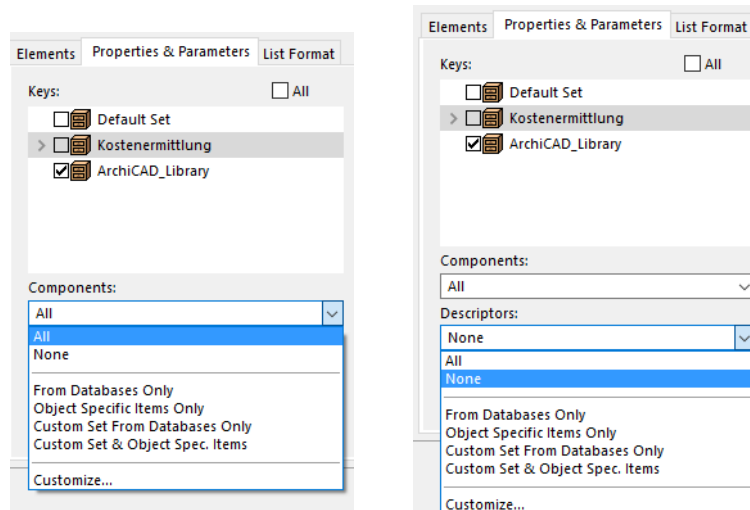 Elements Properties & Parameters List Format
Keys:
All
Default Set
Kostenermittlung
ArchiCAD_Library
Components:
All
All
None
From Databases Only
Object Specific Items Only
Custom Set From Databases Only
Custom Set & Object Spec. Items
Customize...
Elements Properties & Parameters List Format
Keys:
All
Default Set
Kostenermittlung
ArchiCAD_Library
Components:
All
Descriptors:
None
All
None
From Databases Only
Object Specific Items Only
Custom Set From Databases Only
Custom Set & Object Spec. Items
Customize...